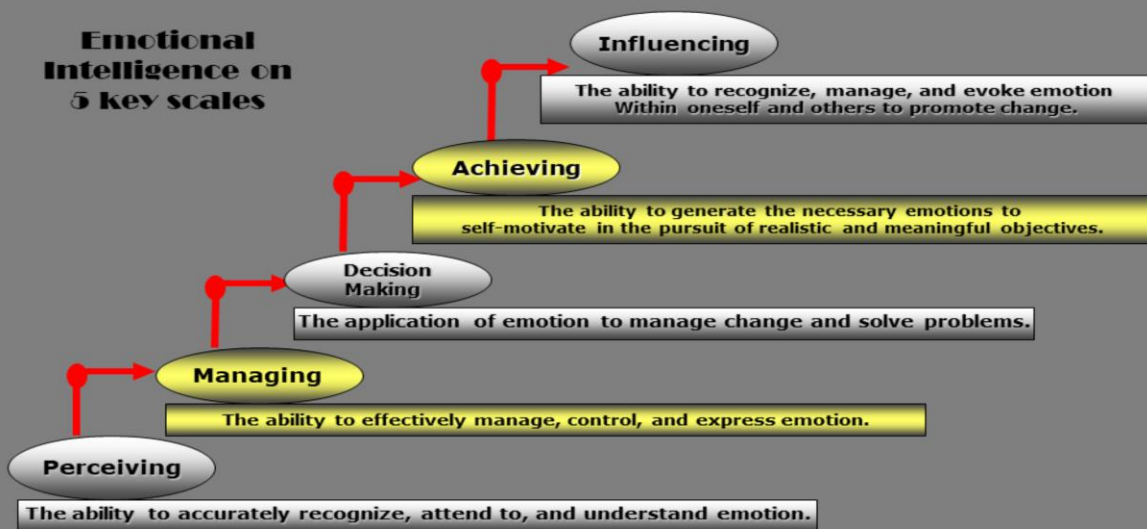 Emotional
Intelligence on
5 key scales
Influencing
The ability to recognize, manage, and evoke emotion
Within oneself and others to promote change.
Achieving
The ability to generate the necessary emotions to
self-motivate in the pursuit of realistic and meaningful objectives.
Decision
Making
The application of emotion to manage change and solve problems.
Managing
The ability to effectively manage, control, and express emotion.
Perceiving
The ability to accurately recognize, attend to, and understand emotion.